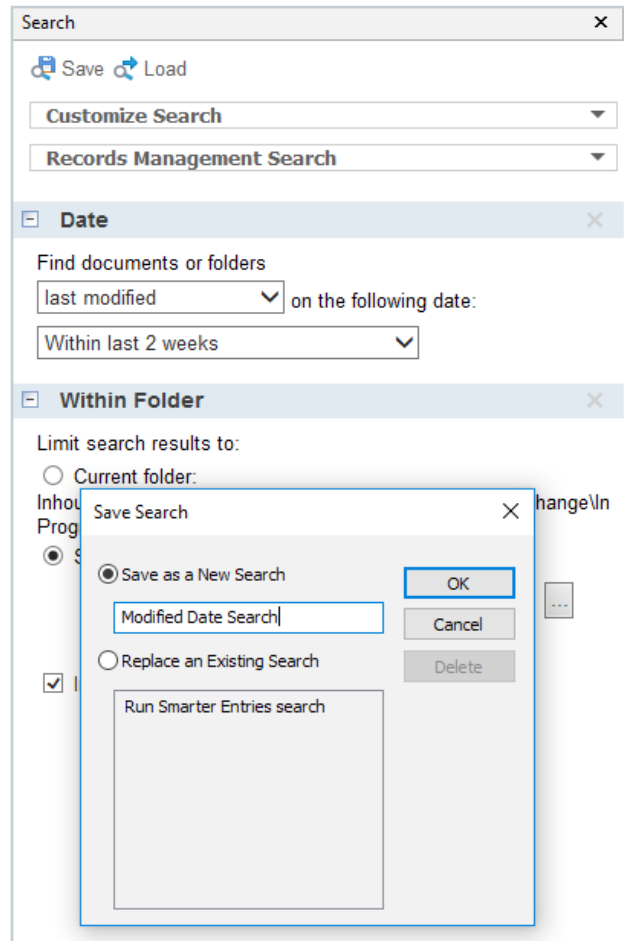 Search
Save Load
Customize Search
Records Management Search
Date
Find documents or folders
last modified on the following date:
Within last 2 weeks
Within Folder
Limit search results to:
Current folder:
hange\In
Save Search
Save as a New Search
OK
Modified Date Search
Cancel
Replace an Existing Search
Delete
Run Smarter Entries search
...